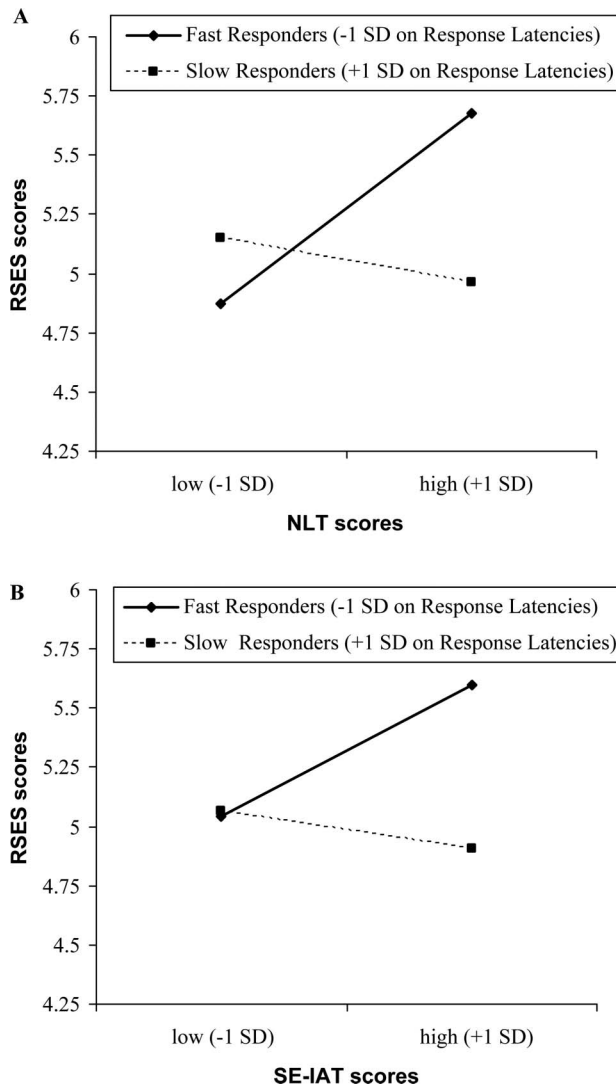 A
Fast Responders (-1 SD on Response Latencies)
Slow Responders (+1 SD on Response Latencies)
6
5.75
5.5
5.25
5
4.75
4.5
4.25
RSES scores
low (-1 SD)
high (+1 SD)
NLT scores
B
Fast Responders (-1 SD on Response Latencies)
Slow Responders (+1 SD on Response Latencies)
6
5.75
5.5
5.25
5
4.75
4.5
4.25
RSES scores
low (-1 SD)
high (+1 SD)
SE-IAT scores